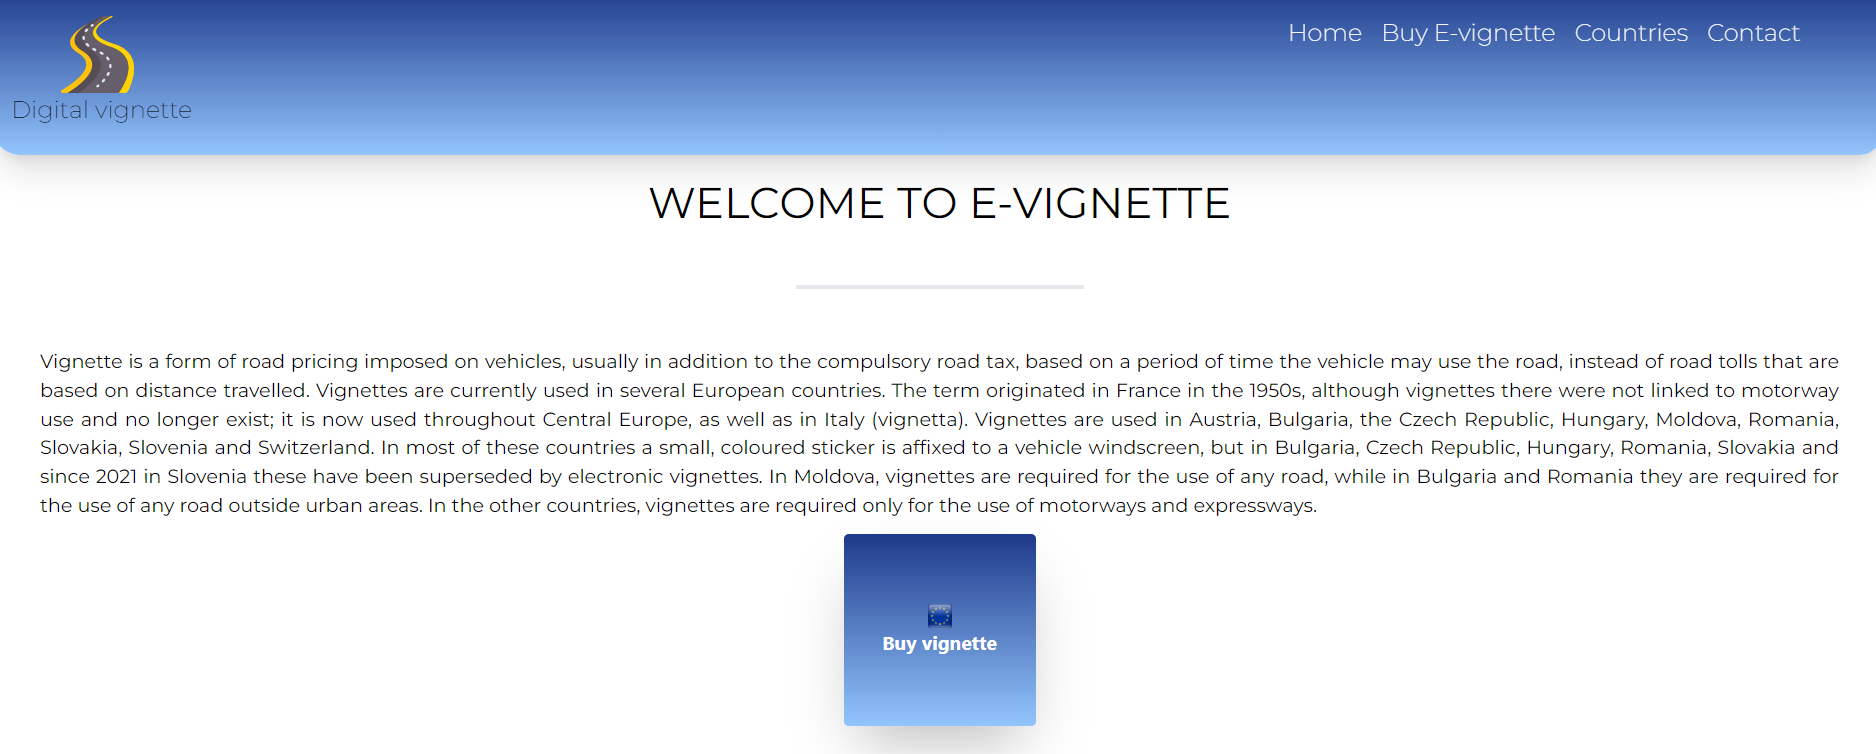 Home Buy E-vignette Countries Contact
Digital vignette
WELCOME TO E-VIGNETTE
Vignette is a form of road pricing imposed on vehicles, usually in addition to the compulsory road tax, based on a period of time the vehicle may use the road, instead of road tolls that are
based on distance travelled. Vignettes are currently used in several European countries. The term originated in France in the 1950s, although vignettes there were not linked to motorway
use and no longer exist; it is now used throughout Central Europe, as well as in Italy (vignetta). Vignettes are used in Austria, Bulgaria, the Czech Republic, Hungary, Moldova, Romania,
Slovakia, Slovenia and Switzerland. In most of these countries a small, coloured sticker is affixed to a vehicle windscreen, but in Bulgaria, Czech Republic, Hungary, Romania, Slovakia and
since 2021 in Slovenia these have been superseded by electronic vignettes. In Moldova, vignettes are required for the use of any road, while in Bulgaria and Romania they are required for
the use of any road outside urban areas. In the other countries, vignettes are required only for the use of motorways and expressways.
Buy vignette